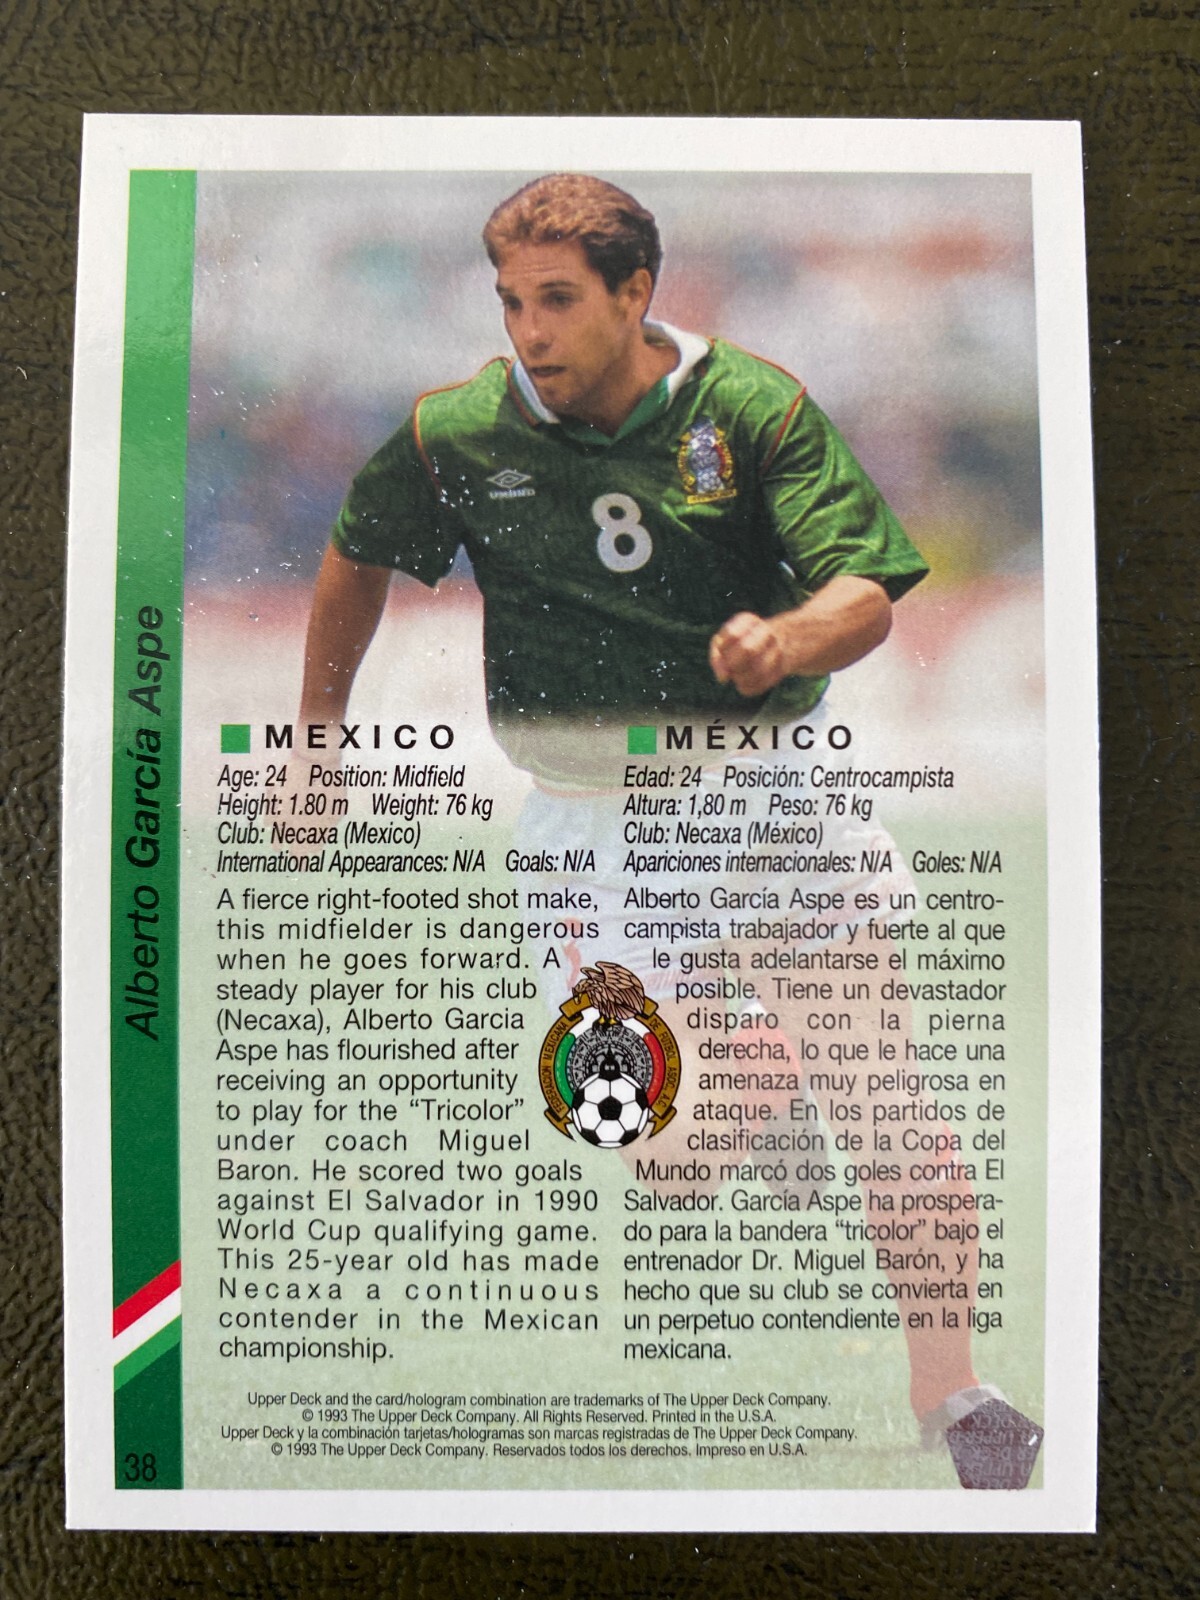 UMBRO
8
Alberto García Aspe
MEXICO
Age: 24 Position: Midfield
Height: 1.80 m Weight: 76 kg
Club: Necaxa (Mexico)
International Appearances: N/A Goals: N/A
A fierce right-footed shot make,
this midfielder is dangerous
when he goes forward. A
steady player for his club
(Necaxa), Alberto Garcia
Aspe has flourished after
receiving an opportunity
to play for the “Tricolor”
under coach Miguel
Baron. He scored two goals
against El Salvador in 1990
World Cup qualifying game.
This 25-year old has made
Necaxa a continuous
contender in the Mexican
championship.
FEDERACION MEXICANA DE FUTBOL ASOC. A.C.
MÉXICO
Edad: 24 Posición: Centrocampista
Altura: 1,80 m Peso: 76 kg
Club: Necaxa (México)
Apariciones internacionales: N/A Goles: N/A
Alberto García Aspe es un centro-
campista trabajador y fuerte al que
le gusta adelantarse el máximo
posible. Tiene un devastador
disparo con la pierna
derecha, lo que le hace una
amenaza muy peligrosa en
ataque. En los partidos de
clasificación de la Copa del
Mundo marcó dos goles contra El
Salvador. García Aspe ha prospera-
do para la bandera “tricolor” bajo el
entrenador Dr. Miguel Barón, y ha
hecho que su club se convierta en
un perpetuo contendiente en la liga
mexicana.
Upper Deck and the card/hologram combination are trademarks of The Upper Deck Company.
© 1993 The Upper Deck Company. All Rights Reserved. Printed in the U.S.A.
Upper Deck y la combinación tarjetas/hologramas son marcas registradas de The Upper Deck Company.
© 1993 The Upper Deck Company. Reservados todos los derechos. Impreso en U.S.A.
38